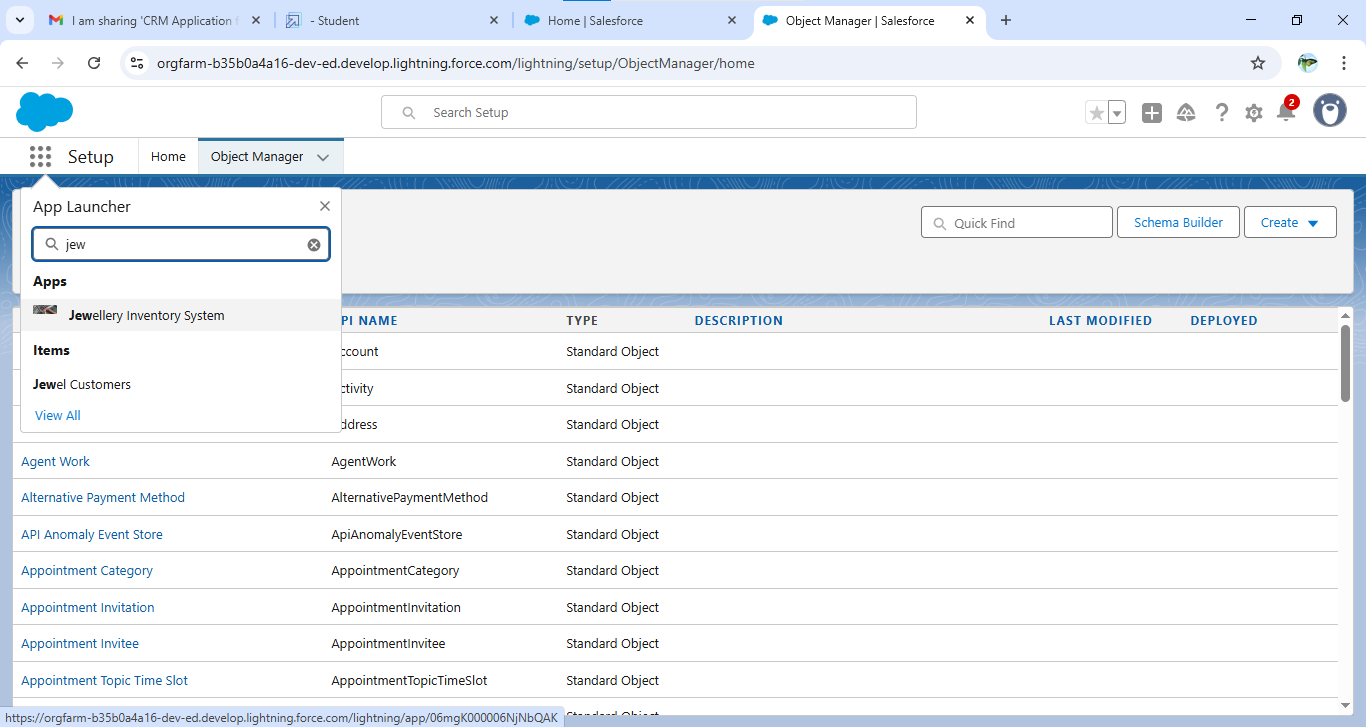 I am sharing 'CRM Application f
- Student
Home | Salesforce
Object Manager | Salesforce
orgfarm-b35b0a4a16-dev-ed.develop.lightning.force.com/lightning/setup/ObjectManager/home
Search Setup
2
Setup
Home
Object Manager
App Launcher
jew
Apps
Jewellery Inventory System
Items
Jewel Customers
View All
Quick Find
Schema Builder
Create
PI NAME TYPE DESCRIPTION LAST MODIFIED DEPLOYED
ccount Standard Object
ctivity Standard Object
ddress Standard Object
Agent Work AgentWork Standard Object
Alternative Payment Method AlternativePaymentMethod Standard Object
API Anomaly Event Store ApiAnomalyEventStore Standard Object
Appointment Category AppointmentCategory Standard Object
Appointment Invitation AppointmentInvitation Standard Object
Appointment Invitee AppointmentInvitee Standard Object
Appointment Topic Time Slot AppointmentTopicTimeSlot Standard Object
Standard Object
https://orgfarm-b35b0a4a16-dev-ed.develop.lightning.force.com/lightning/app/06mgK000006NjNbQAK